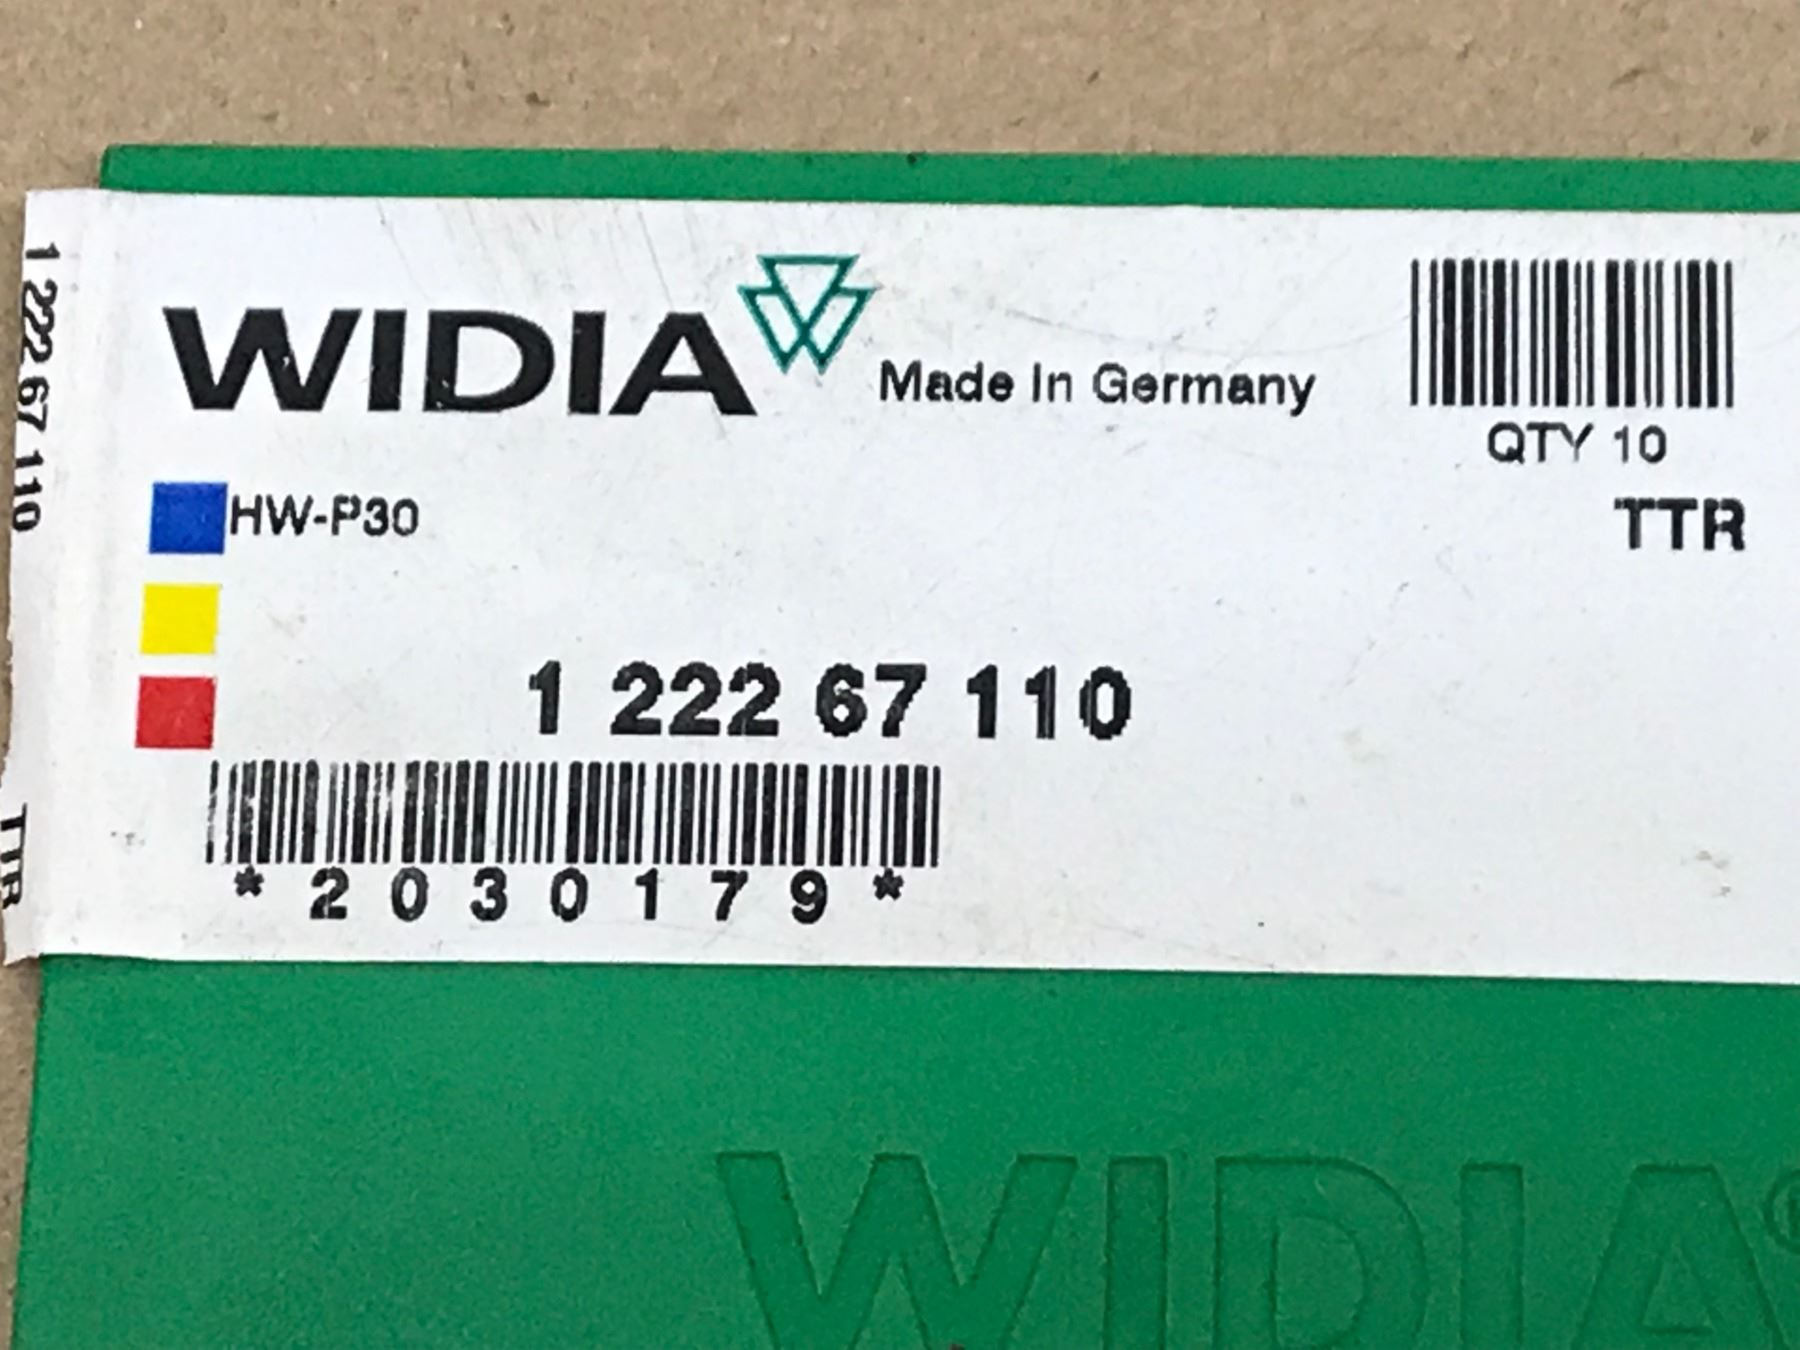 WIDIA Made In Germany
QTY 10
HW-P30
TTR
1 222 67 110
*2030179*
1 222 67 110
TTR
WIDIA®